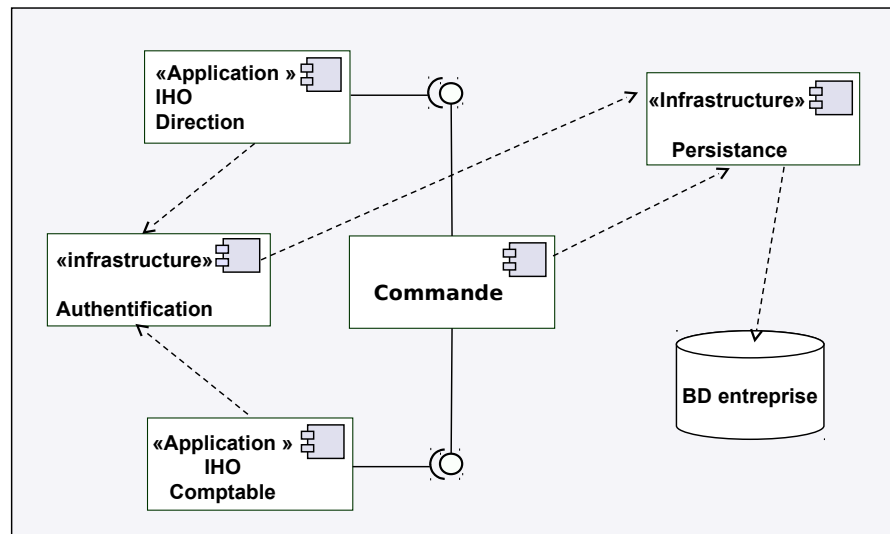 «Application »
IHO
Direction
«Infrastructure»
Persistance
«infrastructure»
Authentification
Commande
BD entreprise
«Application »
IHO
Comptable